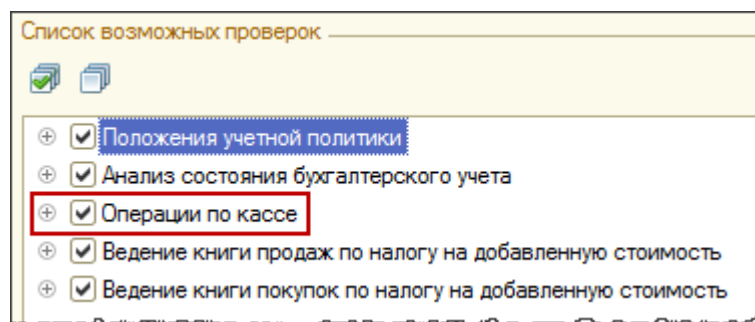 Список возможных проверок
Положения учетной политики
Анализ состояния бухгалтерского учета
Операции по кассе
Ведение книги продаж по налогу на добавленную стоимость
Ведение книги покупок по налогу на добавленную стоимость